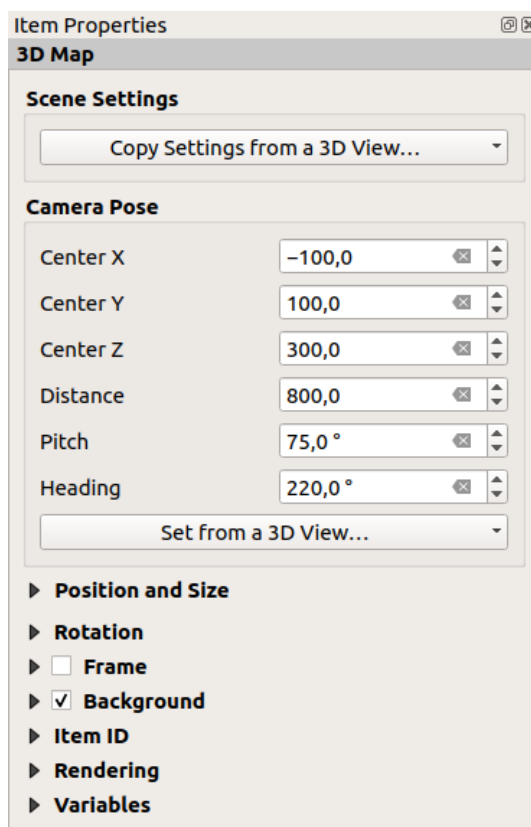 Item Properties
3D Map
Scene Settings
Copy Settings from a 3D View...
Camera Pose
Center X −100,0
Center Y 100,0
Center Z 300,0
Distance 800,0
Pitch 75,0 °
Heading 220,0 °
Set from a 3D View...
Position and Size
Rotation
Frame
Background
Item ID
Rendering
Variables